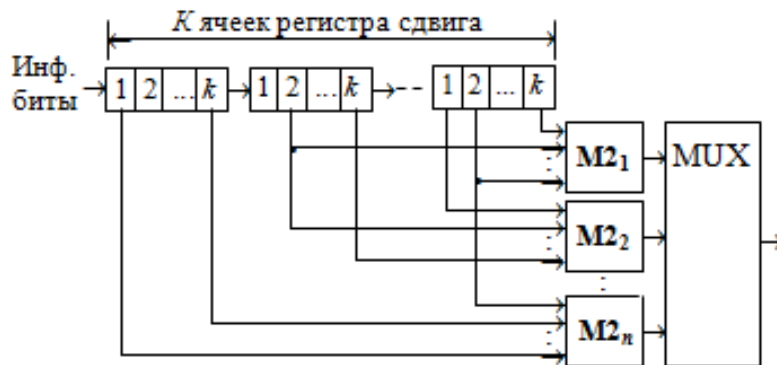 K ячеек регистра сдвига
Инф.
биты
1 2 ... k 1 2 ... k 1 2 ... k
M2₁
MUX
M2₂
M2ₙ